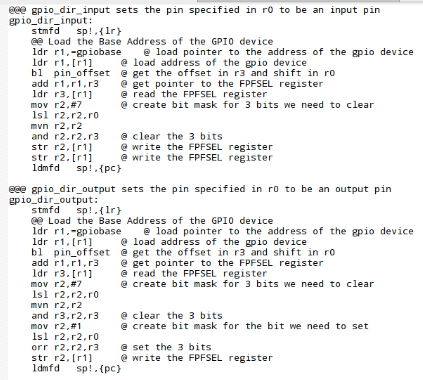 @@@ gpio_dir_input sets the pin specified in r0 to be an input pin
gpio_dir_input:
stmfd sp!,{lr}
@@ Load the Base Address of the GPIO device
ldr r1,=gpiobase @ load pointer to the address of the gpio device
ldr r1,[r1] @ load address of the gpio device
bl pin_offset @ get the offset in r3 and shift in r0
add r1,r1,r3 @ get pointer to the FPFSEL register
ldr r3,[r1] @ read the FPFSEL register
mov r2,#7 @ create bit mask for 3 bits we need to clear
lsl r2,r2,r0
mvn r2,r2
and r2,r2,r3 @ clear the 3 bits
str r2,[r1] @ write the FPFSEL register
str r2,[r1] @ write the FPFSEL register
ldmfd sp!,{pc}
@@@ gpio_dir_output sets the pin specified in r0 to be an output pin
gpio_dir_output:
stmfd sp!,{lr}
@@ Load the Base Address of the GPIO device
ldr r1,=gpiobase @ load pointer to the address of the gpio device
ldr r1,[r1] @ load address of the gpio device
bl pin_offset @ get the offset in r3 and shift in r0
add r1,r1,r3 @ get pointer to the FPFSEL register
ldr r3,[r1] @ read the FPFSEL register
mov r2,#7 @ create bit mask for 3 bits we need to clear
lsl r2,r2,r0
mvn r2,r2
and r3,r2,r3 @ clear the 3 bits
mov r2,#1 @ create bit mask for the bit we need to set
lsl r2,r2,r0
orr r2,r2,r3 @ set the 3 bits
str r2,[r1] @ write the FPFSEL register
ldmfd sp!,{pc}